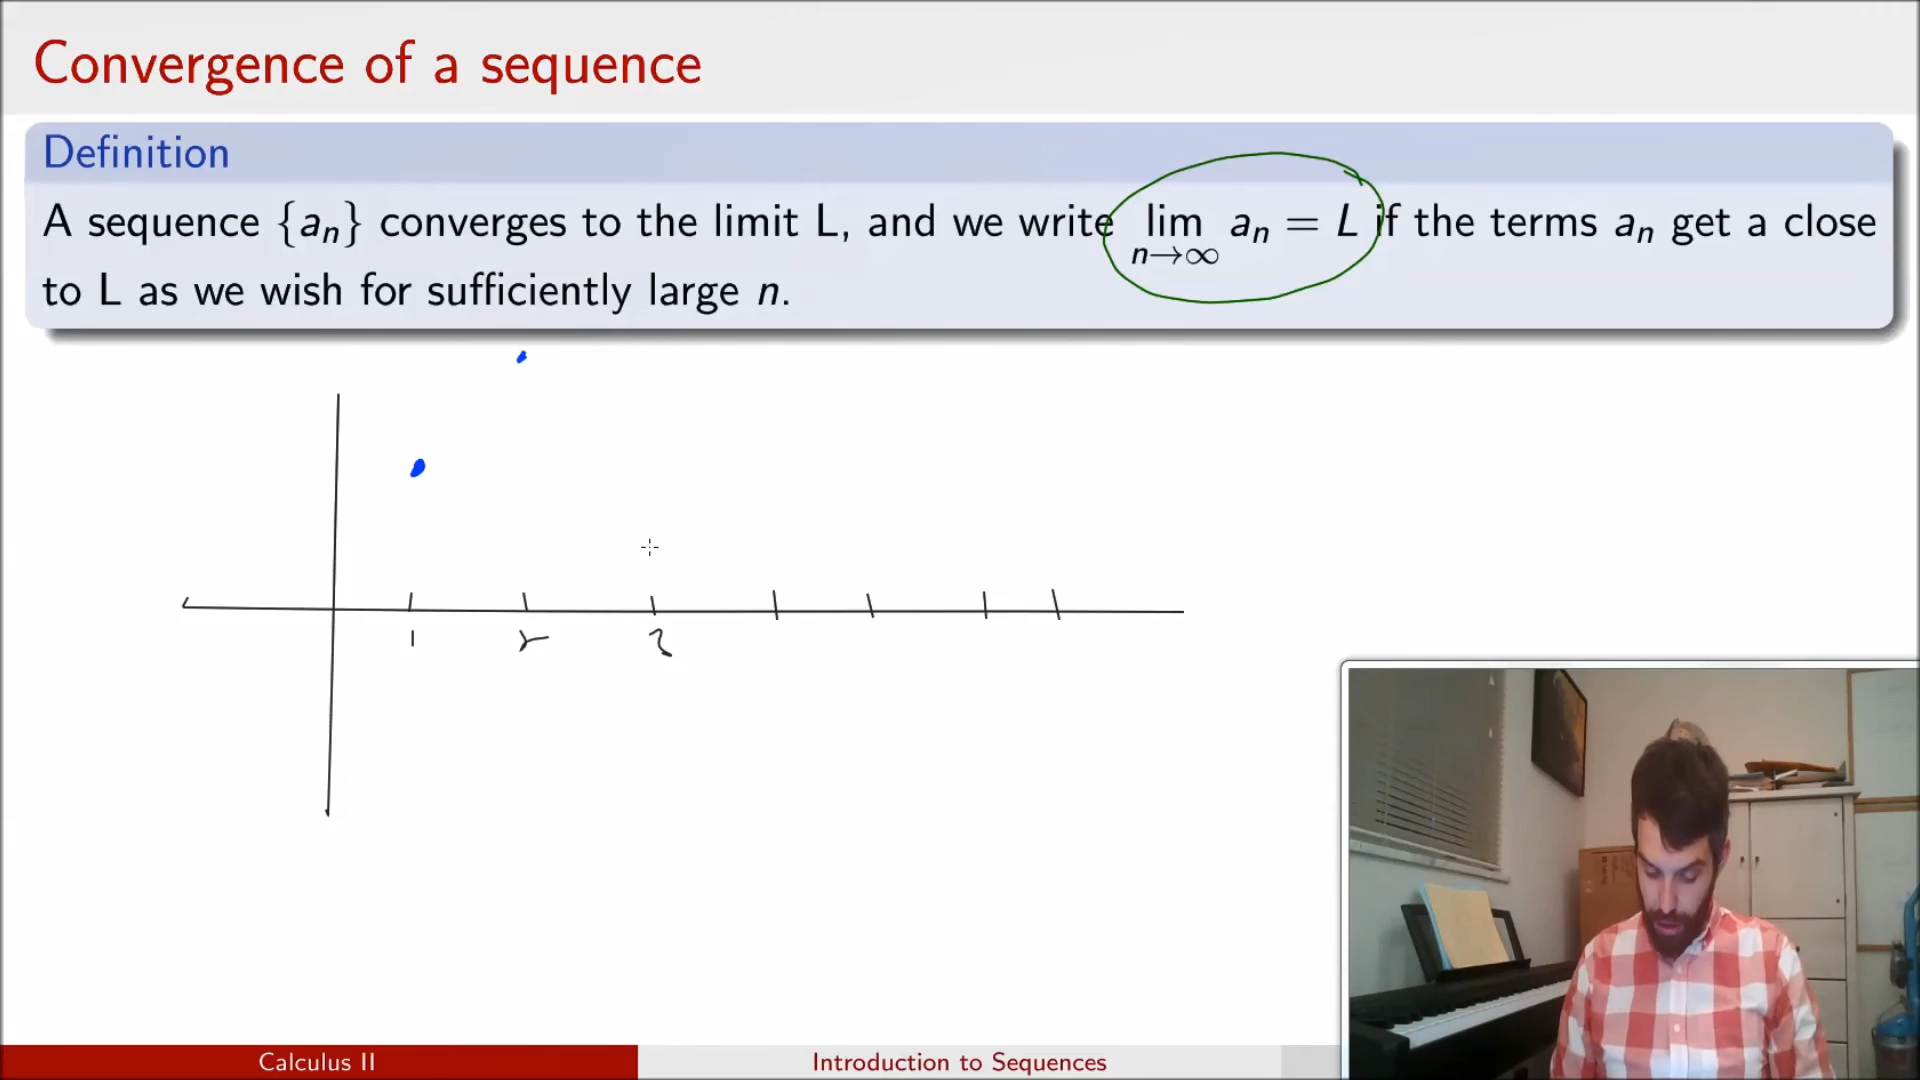 Convergence of a sequence
Definition
A sequence {aₙ} converges to the limit L, and we write lim n→∞ aₙ = L if the terms aₙ get a close
to L as we wish for sufficiently large n.
1 2 3
Calculus II
Introduction to Sequences